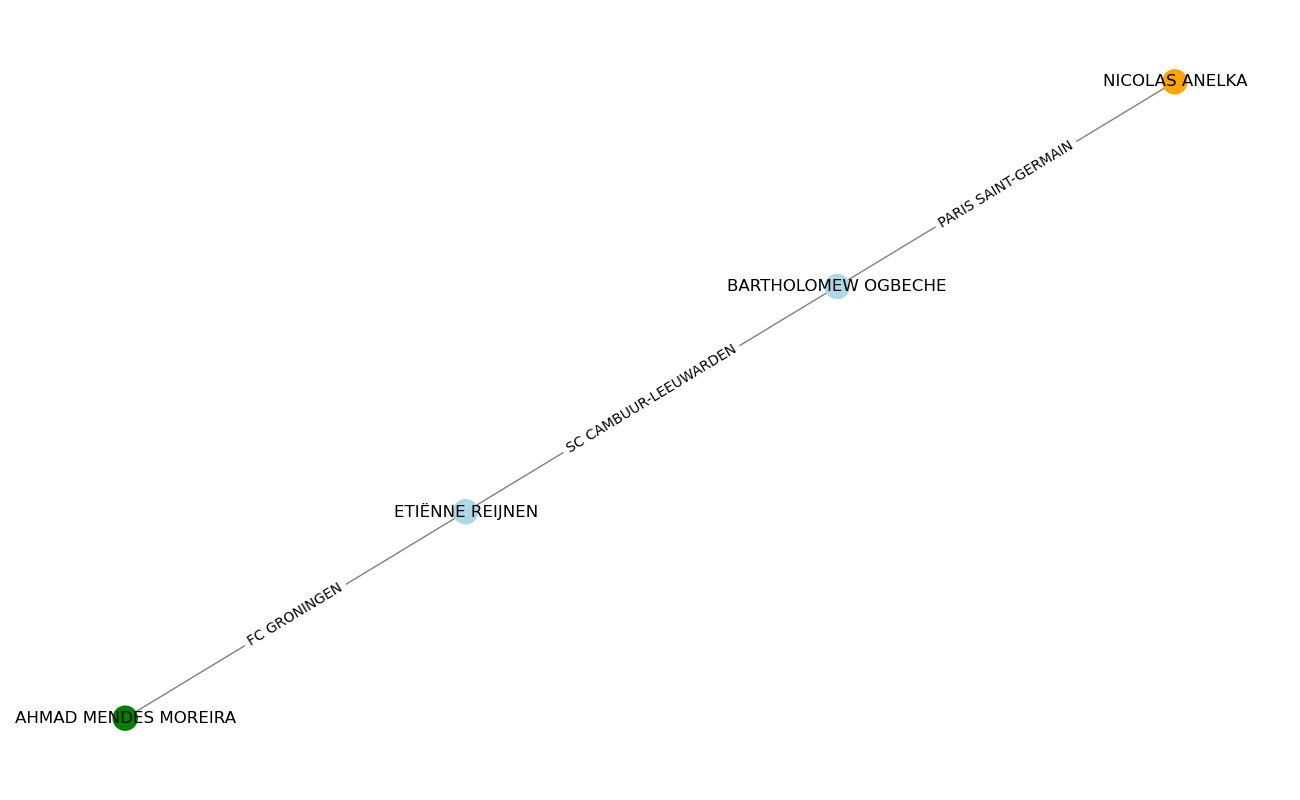 NICOLAS ANELKA
PARIS SAINT-GERMAIN
BARTHOLOMEW OGBECHE
SC CAMBUUR-LEEUWARDEN
ETIËNNE REIJNEN
FC GRONINGEN
AHMAD MENDES MOREIRA